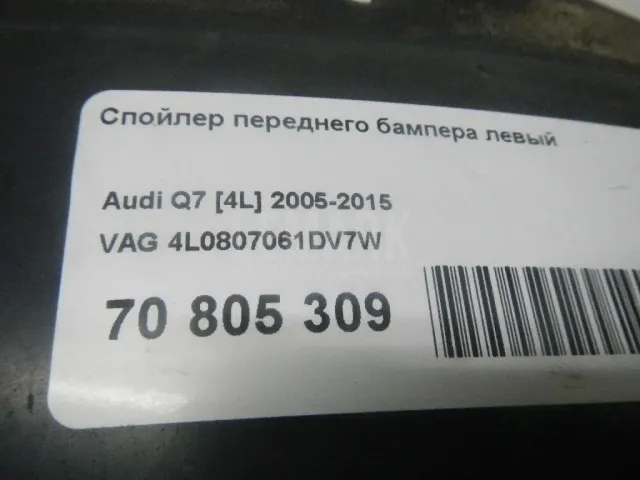 Спойлер переднего бампера левый
Audi Q7 [4L] 2005-2015
VAG 4L0807061DV7W
70 805 309